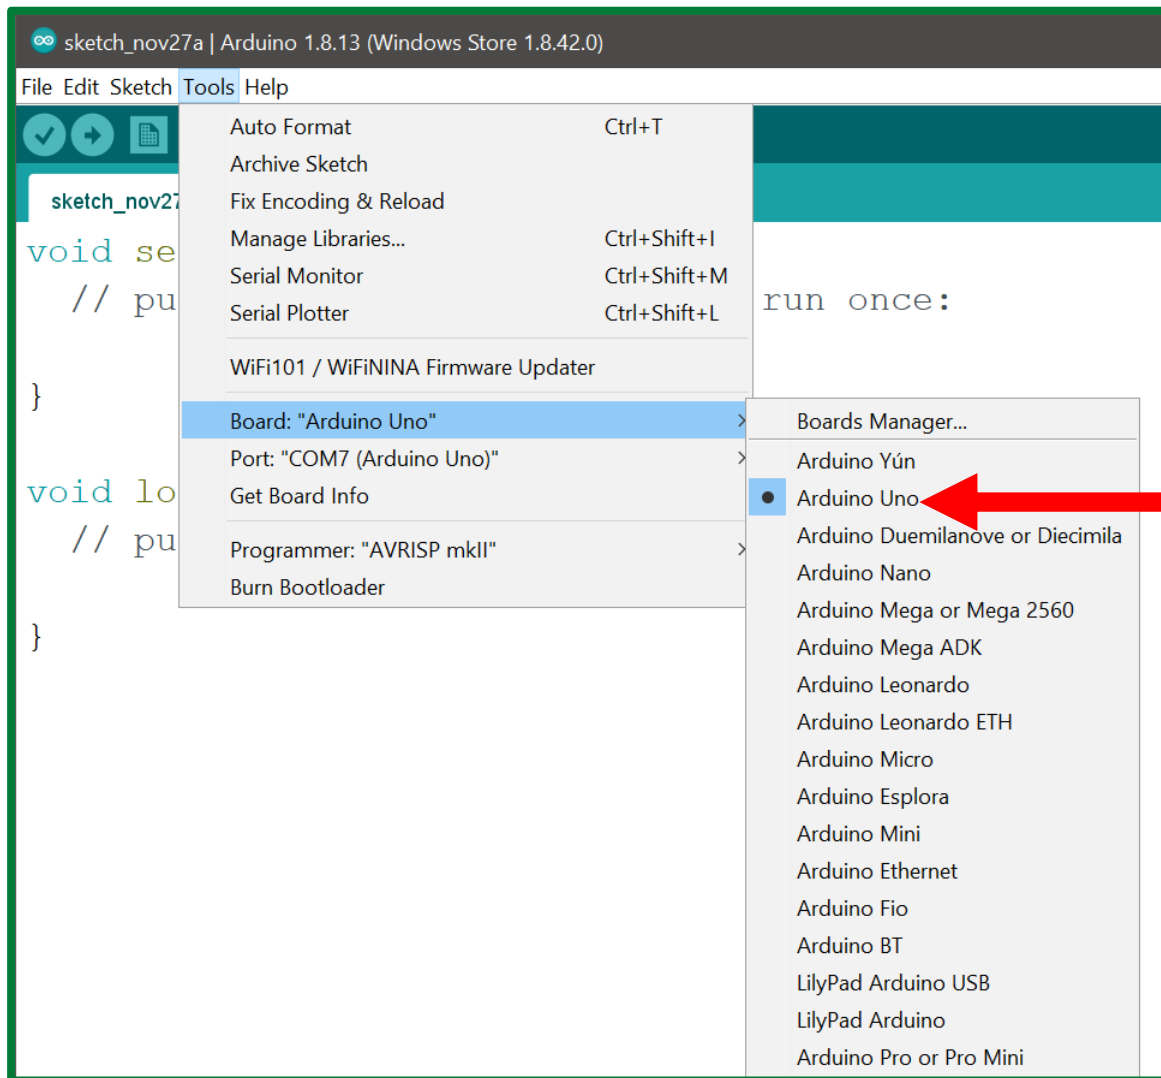 sketch_nov27a | Arduino 1.8.13 (Windows Store 1.8.42.0)
File Edit Sketch Tools Help
sketch_nov27
void se
// pu
run once:
}
void lo
// pu
}
Auto Format Ctrl+T
Archive Sketch
Fix Encoding & Reload
Manage Libraries... Ctrl+Shift+I
Serial Monitor Ctrl+Shift+M
Serial Plotter Ctrl+Shift+L
WiFi101 / WiFiNINA Firmware Updater
Board: "Arduino Uno"
Port: "COM7 (Arduino Uno)"
Get Board Info
Programmer: "AVRISP mkII"
Burn Bootloader
Boards Manager...
Arduino Yún
Arduino Uno
Arduino Duemilanove or Diecimila
Arduino Nano
Arduino Mega or Mega 2560
Arduino Mega ADK
Arduino Leonardo
Arduino Leonardo ETH
Arduino Micro
Arduino Esplora
Arduino Mini
Arduino Ethernet
Arduino Fio
Arduino BT
LilyPad Arduino USB
LilyPad Arduino
Arduino Pro or Pro Mini